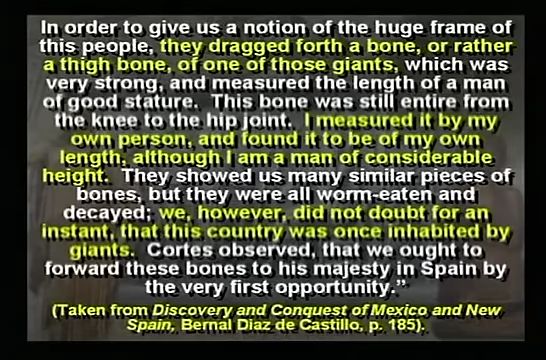 In order to give us a notion of the huge frame of
this people, they dragged forth a bone, or rather
a thigh bone, of one of those giants, which was
very strong, and measured the length of a man
of good stature.  This bone was still entire from
the knee to the hip joint.  I measured it by my
own person, and found it to be of my own
length, although I am a man of considerable
height.  They showed us many similar pieces of
bones, but they were all worm-eaten and
decayed; we, however, did not doubt for an
instant, that this country was once inhabited by
giants.  Cortes observed, that we ought to
forward these bones to his majesty in Spain by
the very first opportunity.”
(Taken from Discovery and Conquest of Mexico and New
Spain, Bernal Diaz de Castillo, p. 185).